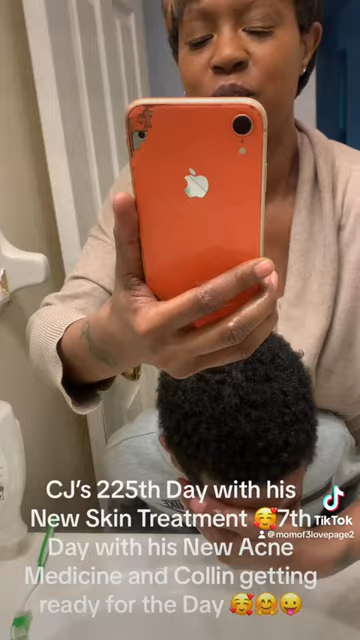 CJ's 225th Day with his
New Skin Treatment 🥰7th
Day with his New Acne
Medicine and Collin getting
ready for the Day 🥰🤗😛
TikTok
@momof3lovepage2